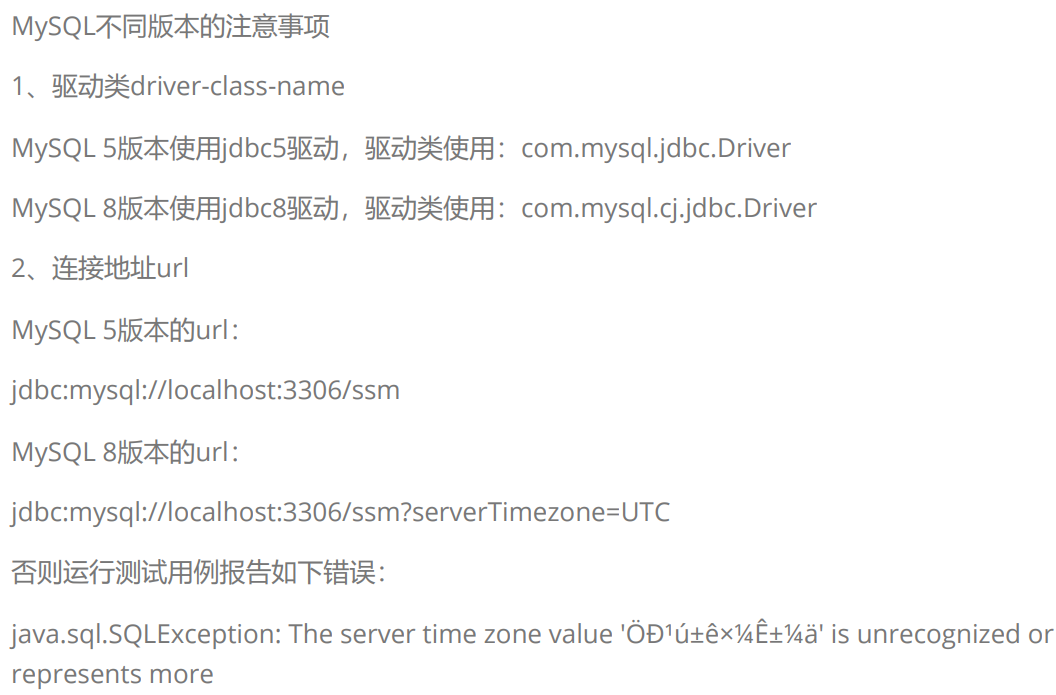 MySQL不同版本的注意事项
1、驱动类driver-class-name
MySQL 5版本使用jdbc5驱动，驱动类使用：com.mysql.jdbc.Driver
MySQL 8版本使用jdbc8驱动，驱动类使用：com.mysql.cj.jdbc.Driver
2、连接地址url
MySQL 5版本的url：
jdbc:mysql://localhost:3306/ssm
MySQL 8版本的url：
jdbc:mysql://localhost:3306/ssm?serverTimezone=UTC
否则运行测试用例报告如下错误：
java.sql.SQLException: The server time zone value 'ÖÐ¹ú±ê×¼Ê±¼ä' is unrecognized or
represents more